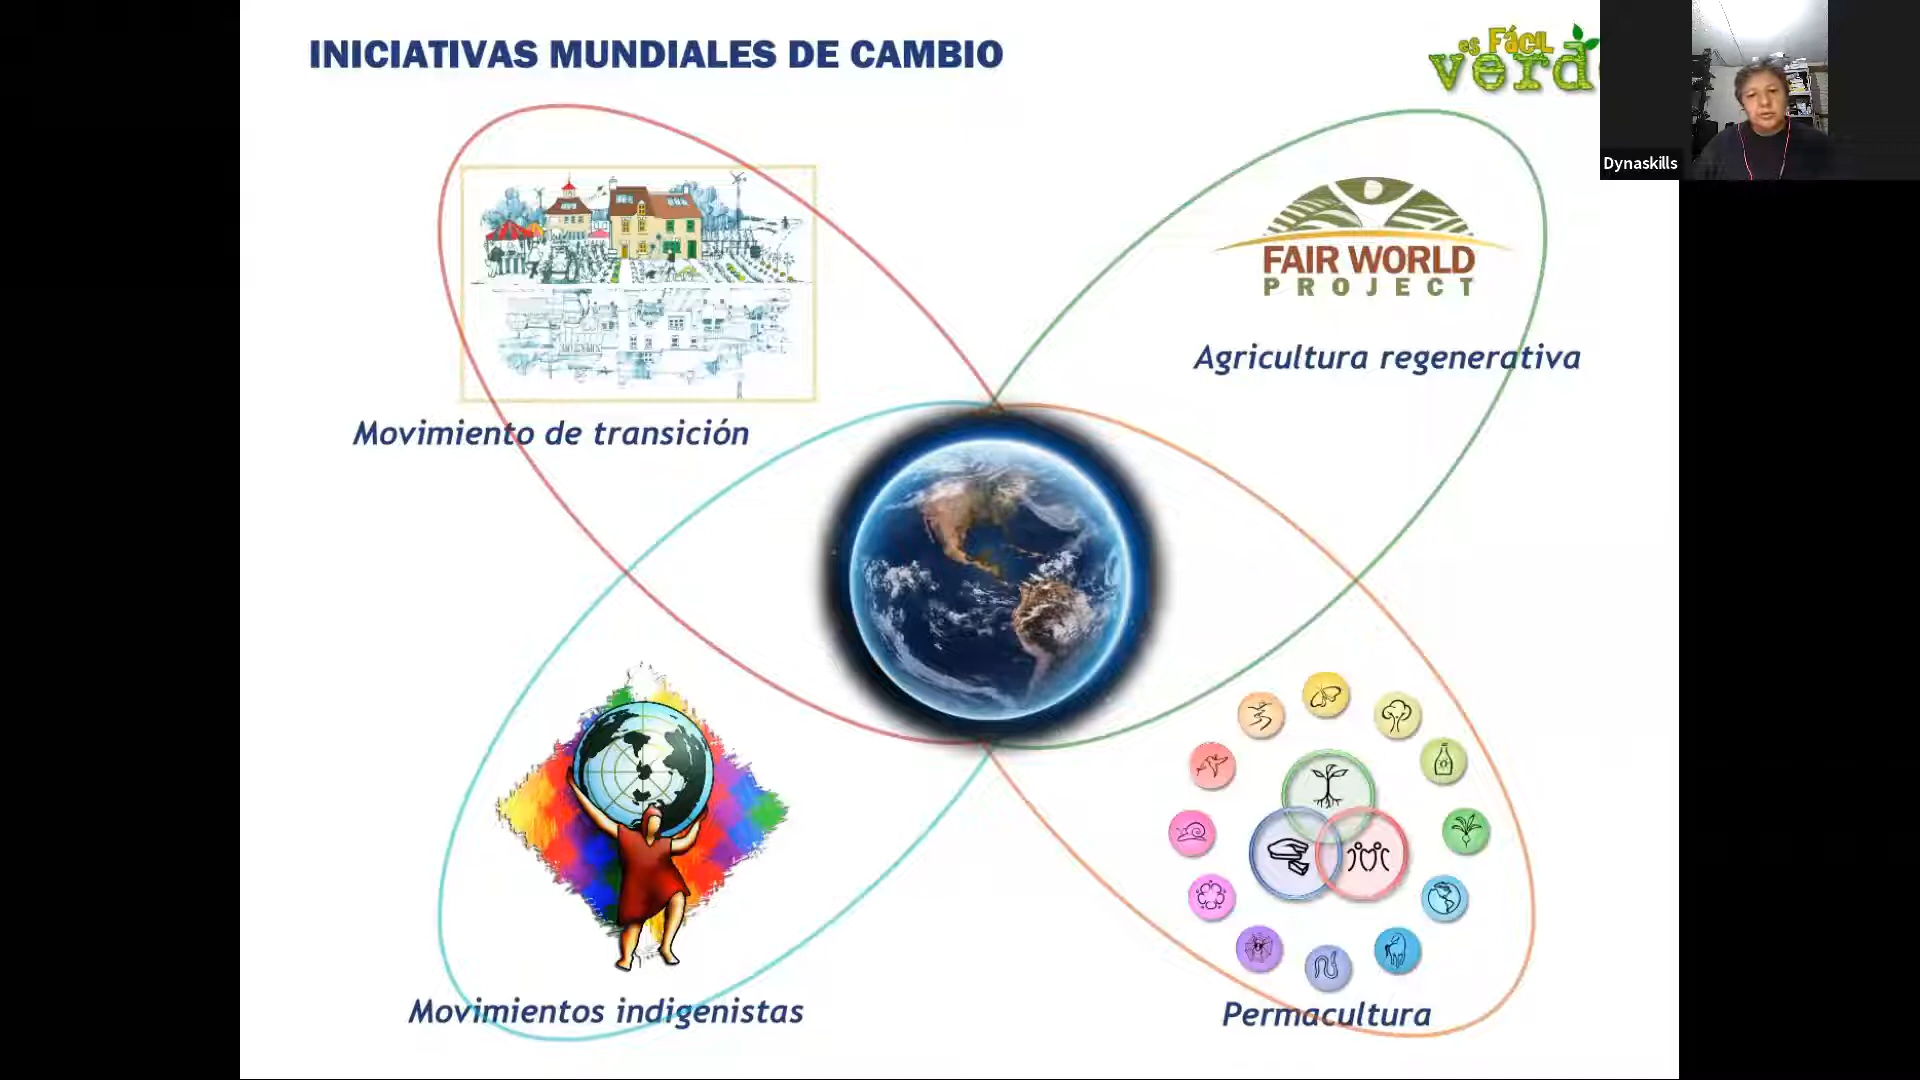 INICIATIVAS MUNDIALES DE CAMBIO
es Fácil
verd
Dynaskills
FAIR WORLD
PROJECT
Agricultura regenerativa
Movimiento de transición
Movimientos indigenistas
Permacultura